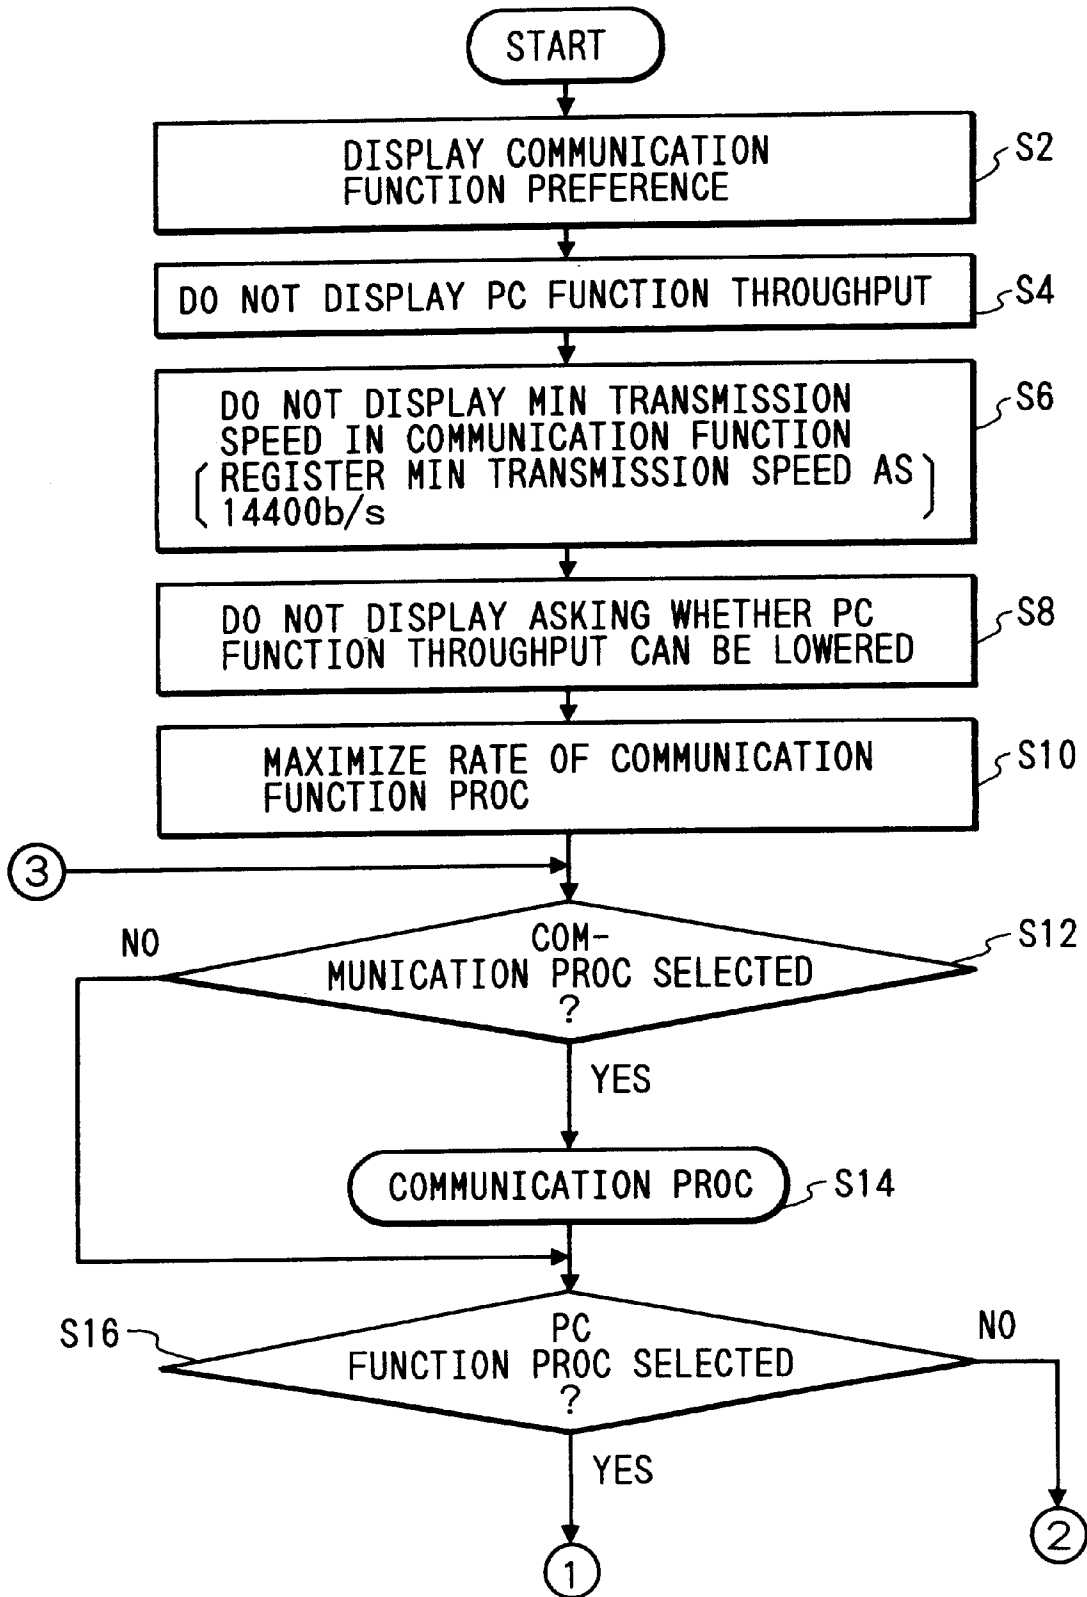 START
DISPLAY COMMUNICATION
FUNCTION PREFERENCE
S2
DO NOT DISPLAY PC FUNCTION THROUGHPUT
S4
DO NOT DISPLAY MIN TRANSMISSION
SPEED IN COMMUNICATION FUNCTION
(REGISTER MIN TRANSMISSION SPEED AS
14400b/s)
S6
DO NOT DISPLAY ASKING WHETHER PC
FUNCTION THROUGHPUT CAN BE LOWERED
S8
MAXIMIZE RATE OF COMMUNICATION
FUNCTION PROC
S10
3
NO
COM-
MUNICATION PROC SELECTED
?
S12
YES
COMMUNICATION PROC
S14
S16
PC
FUNCTION PROC SELECTED
?
NO
YES
2
1